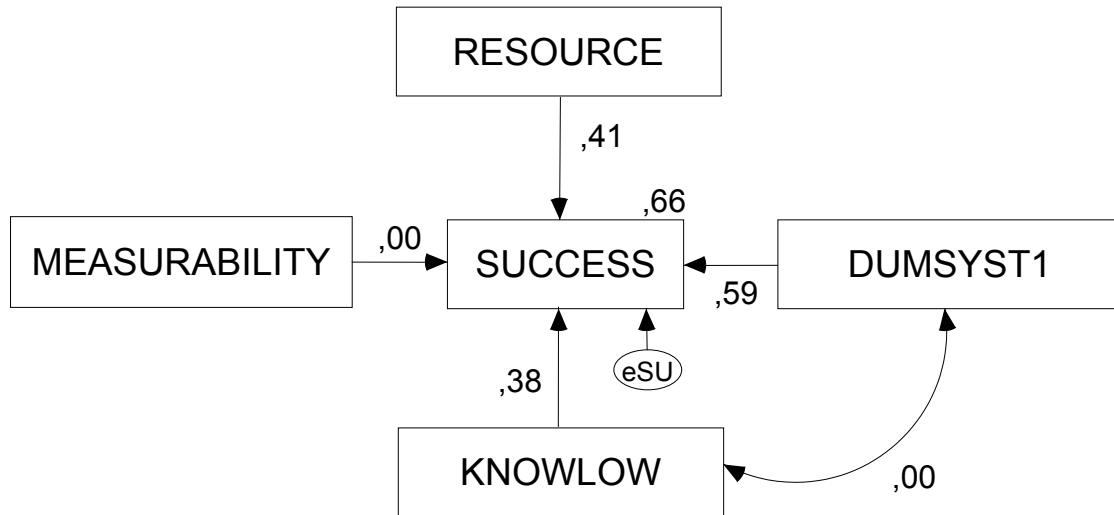 RESOURCE
,41
,66
MEASURABILITY
,00
SUCCESS
DUMSYST1
,59
,38
eSU
KNOWLOW
,00